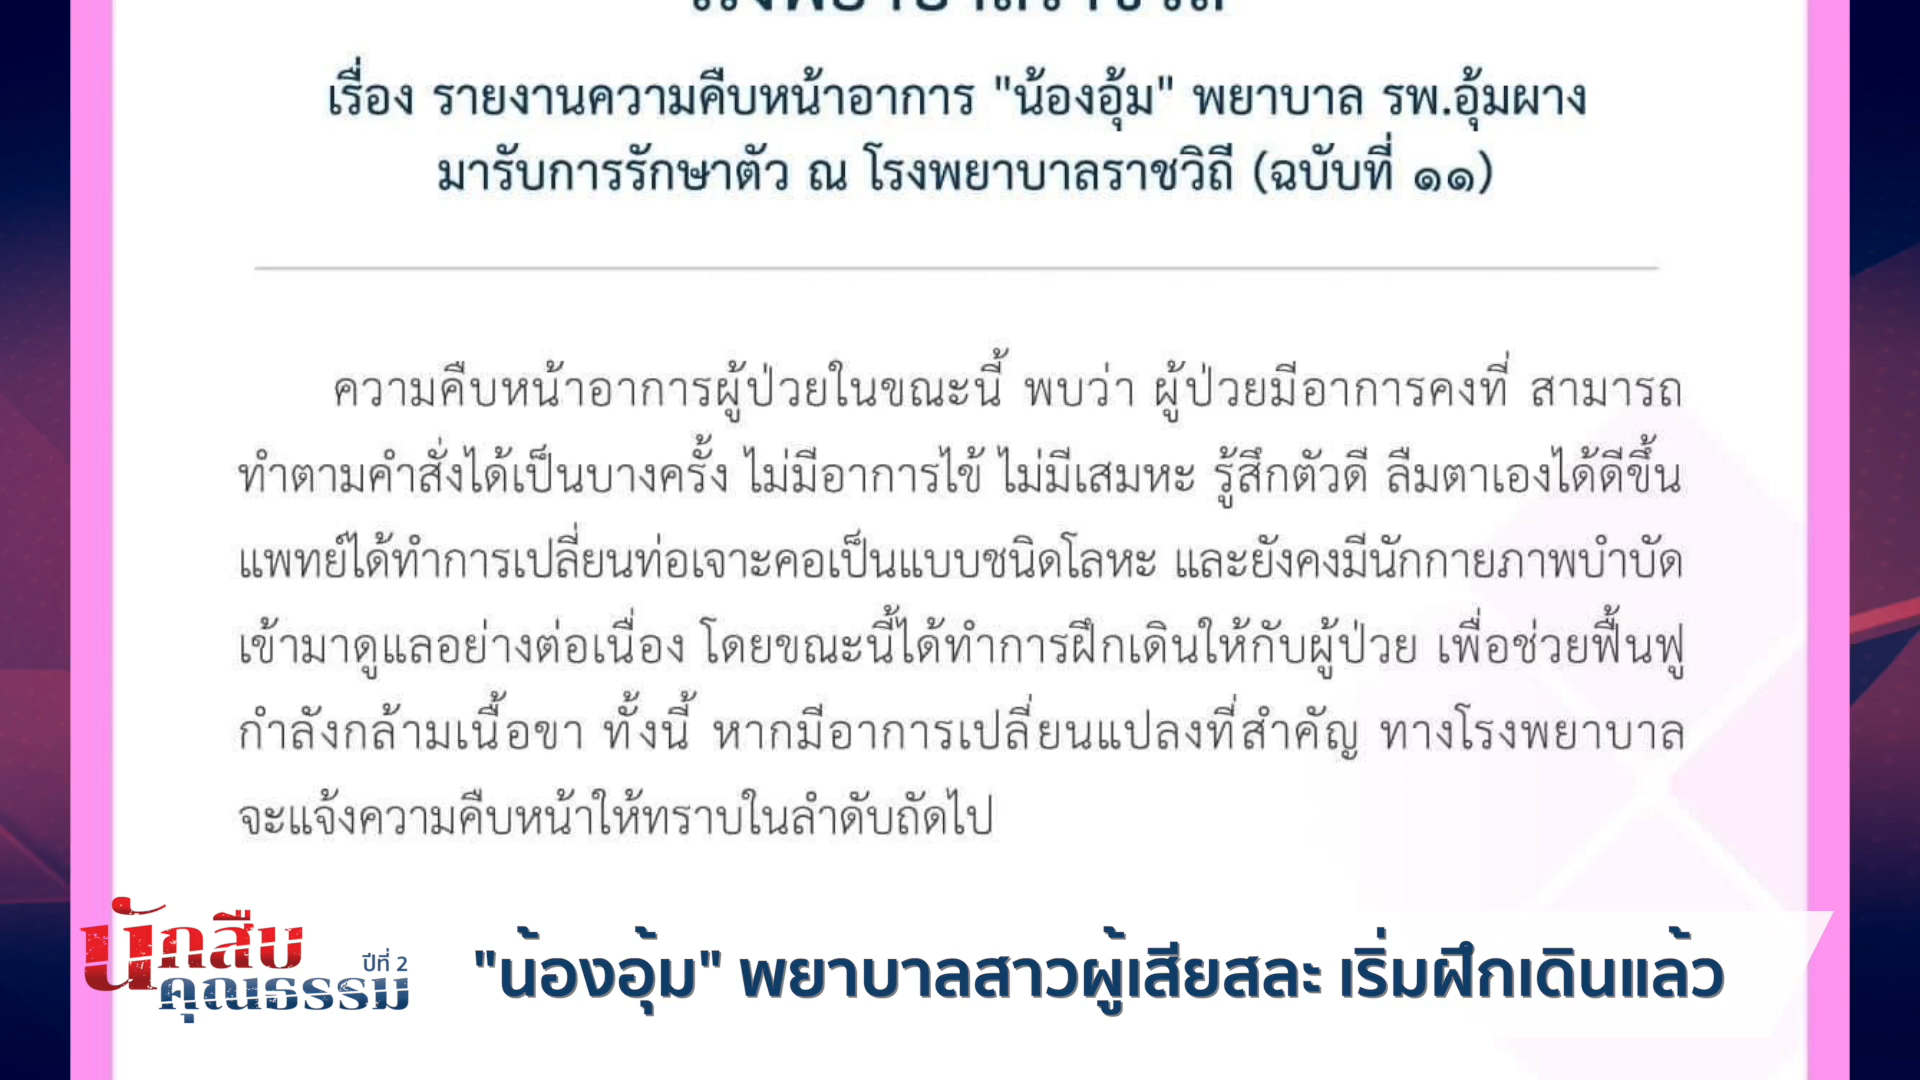 โรงพยาบาลราชวิถี
เรื่อง รายงานความคืบหน้าอาการ "น้องอุ้ม" พยาบาล รพ.อุ้มผาง
มารับการรักษาตัว ณ โรงพยาบาลราชวิถี (ฉบับที่ ๑๑)
ความคืบหน้าอาการผู้ป่วยในขณะนี้ พบว่า ผู้ป่วยมีอาการคงที่ สามารถ
ทำตามคำสั่งได้เป็นบางครั้ง ไม่มีอาการไข้ ไม่มีเสมหะ รู้สึกตัวดี ลืมตาเองได้ดีขึ้น
แพทย์ได้ทำการเปลี่ยนท่อเจาะคอเป็นแบบชนิดโลหะ และยังคงมีนักกายภาพบำบัด
เข้ามาดูแลอย่างต่อเนื่อง โดยขณะนี้ได้ทำการฝึกเดินให้กับผู้ป่วย เพื่อช่วยฟื้นฟู
กำลังกล้ามเนื้อขา ทั้งนี้ หากมีอาการเปลี่ยนแปลงที่สำคัญ ทางโรงพยาบาล
จะแจ้งความคืบหน้าให้ทราบในลำดับถัดไป
นักสืบ
คุณธรรม
ปีที่ 2
"น้องอุ้ม" พยาบาลสาวผู้เสียสละ เริ่มฝึกเดินแล้ว